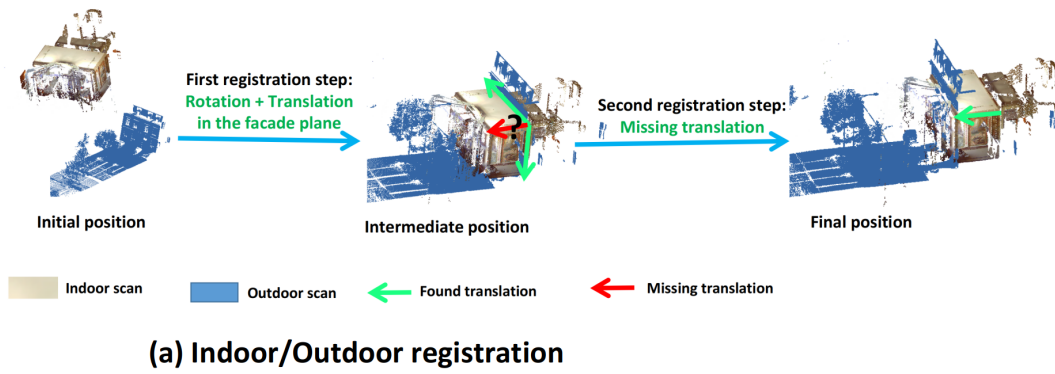 First registration step:
Rotation + Translation
in the facade plane
Second registration step:
Missing translation
?
Initial position
Intermediate position
Final position
Indoor scan
Outdoor scan
Found translation
Missing translation
(a) Indoor/Outdoor registration